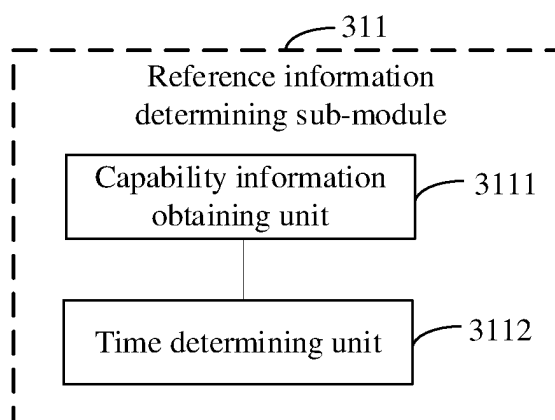 311
Reference information
determining sub-module
Capability information
obtaining unit
3111
Time determining unit
3112